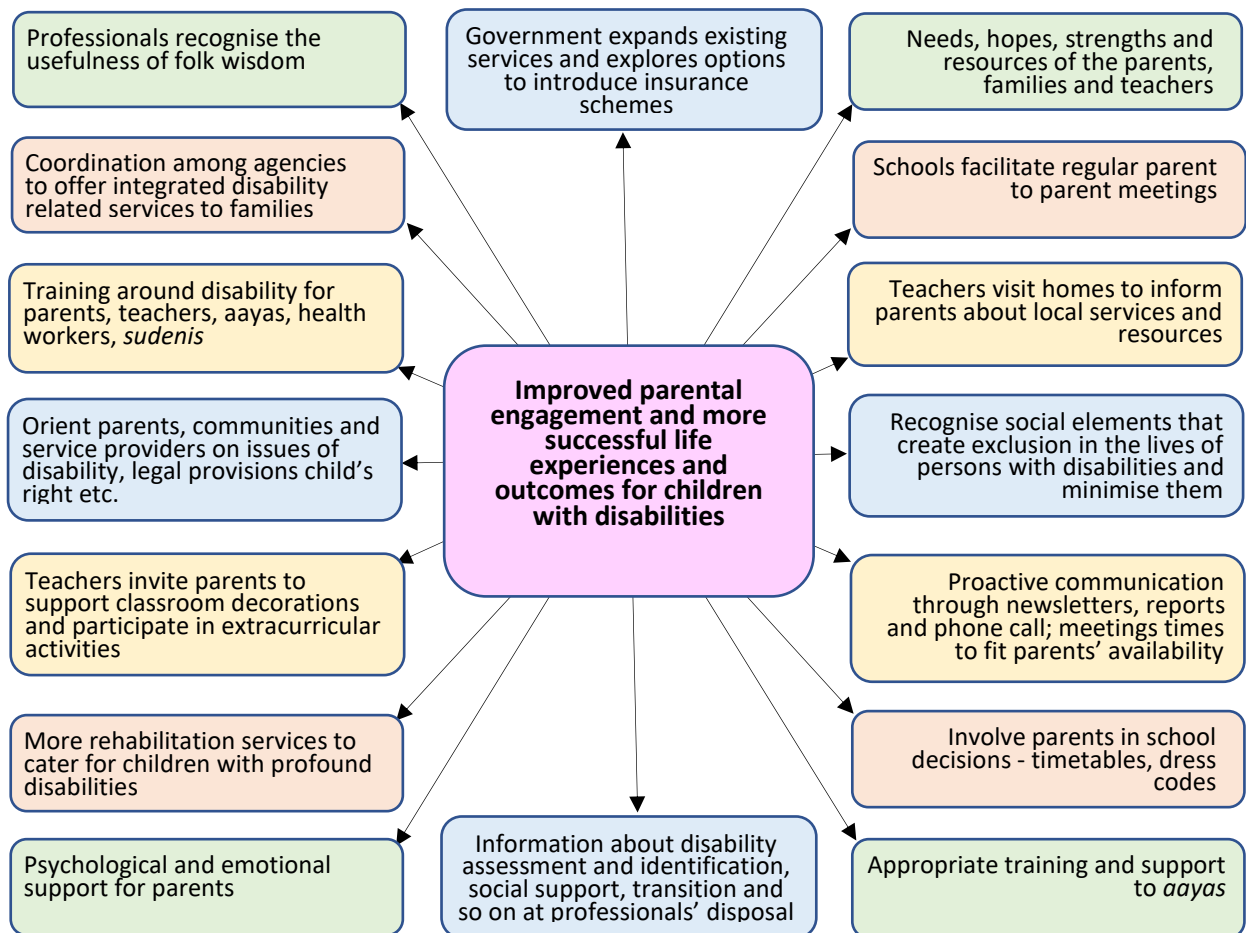 Professionals recognise the
usefulness of folk wisdom
Government expands existing
services and explores options
to introduce insurance
schemes
Needs, hopes, strengths and
resources of the parents,
families and teachers
Coordination among agencies
to offer integrated disability
related services to families
Schools facilitate regular parent
to parent meetings
Training around disability for
parents, teachers, aayas, health
workers, sudenis
Teachers visit homes to inform
parents about local services and
resources
Improved parental
engagement and more
successful life
experiences and
outcomes for children
with disabilities
Orient parents, communities and
service providers on issues of
disability, legal provisions child's
right etc.
Recognise social elements that
create exclusion in the lives of
persons with disabilities and
minimise them
Teachers invite parents to
support classroom decorations
and participate in extracurricular
activities
Proactive communication
through newsletters, reports
and phone call; meetings times
to fit parents’ availability
More rehabilitation services to
cater for children with profound
disabilities
Involve parents in school
decisions - timetables, dress
codes
Psychological and emotional
support for parents
Information about disability
assessment and identification,
social support, transition and
so on at professionals’ disposal
Appropriate training and support
to aayas